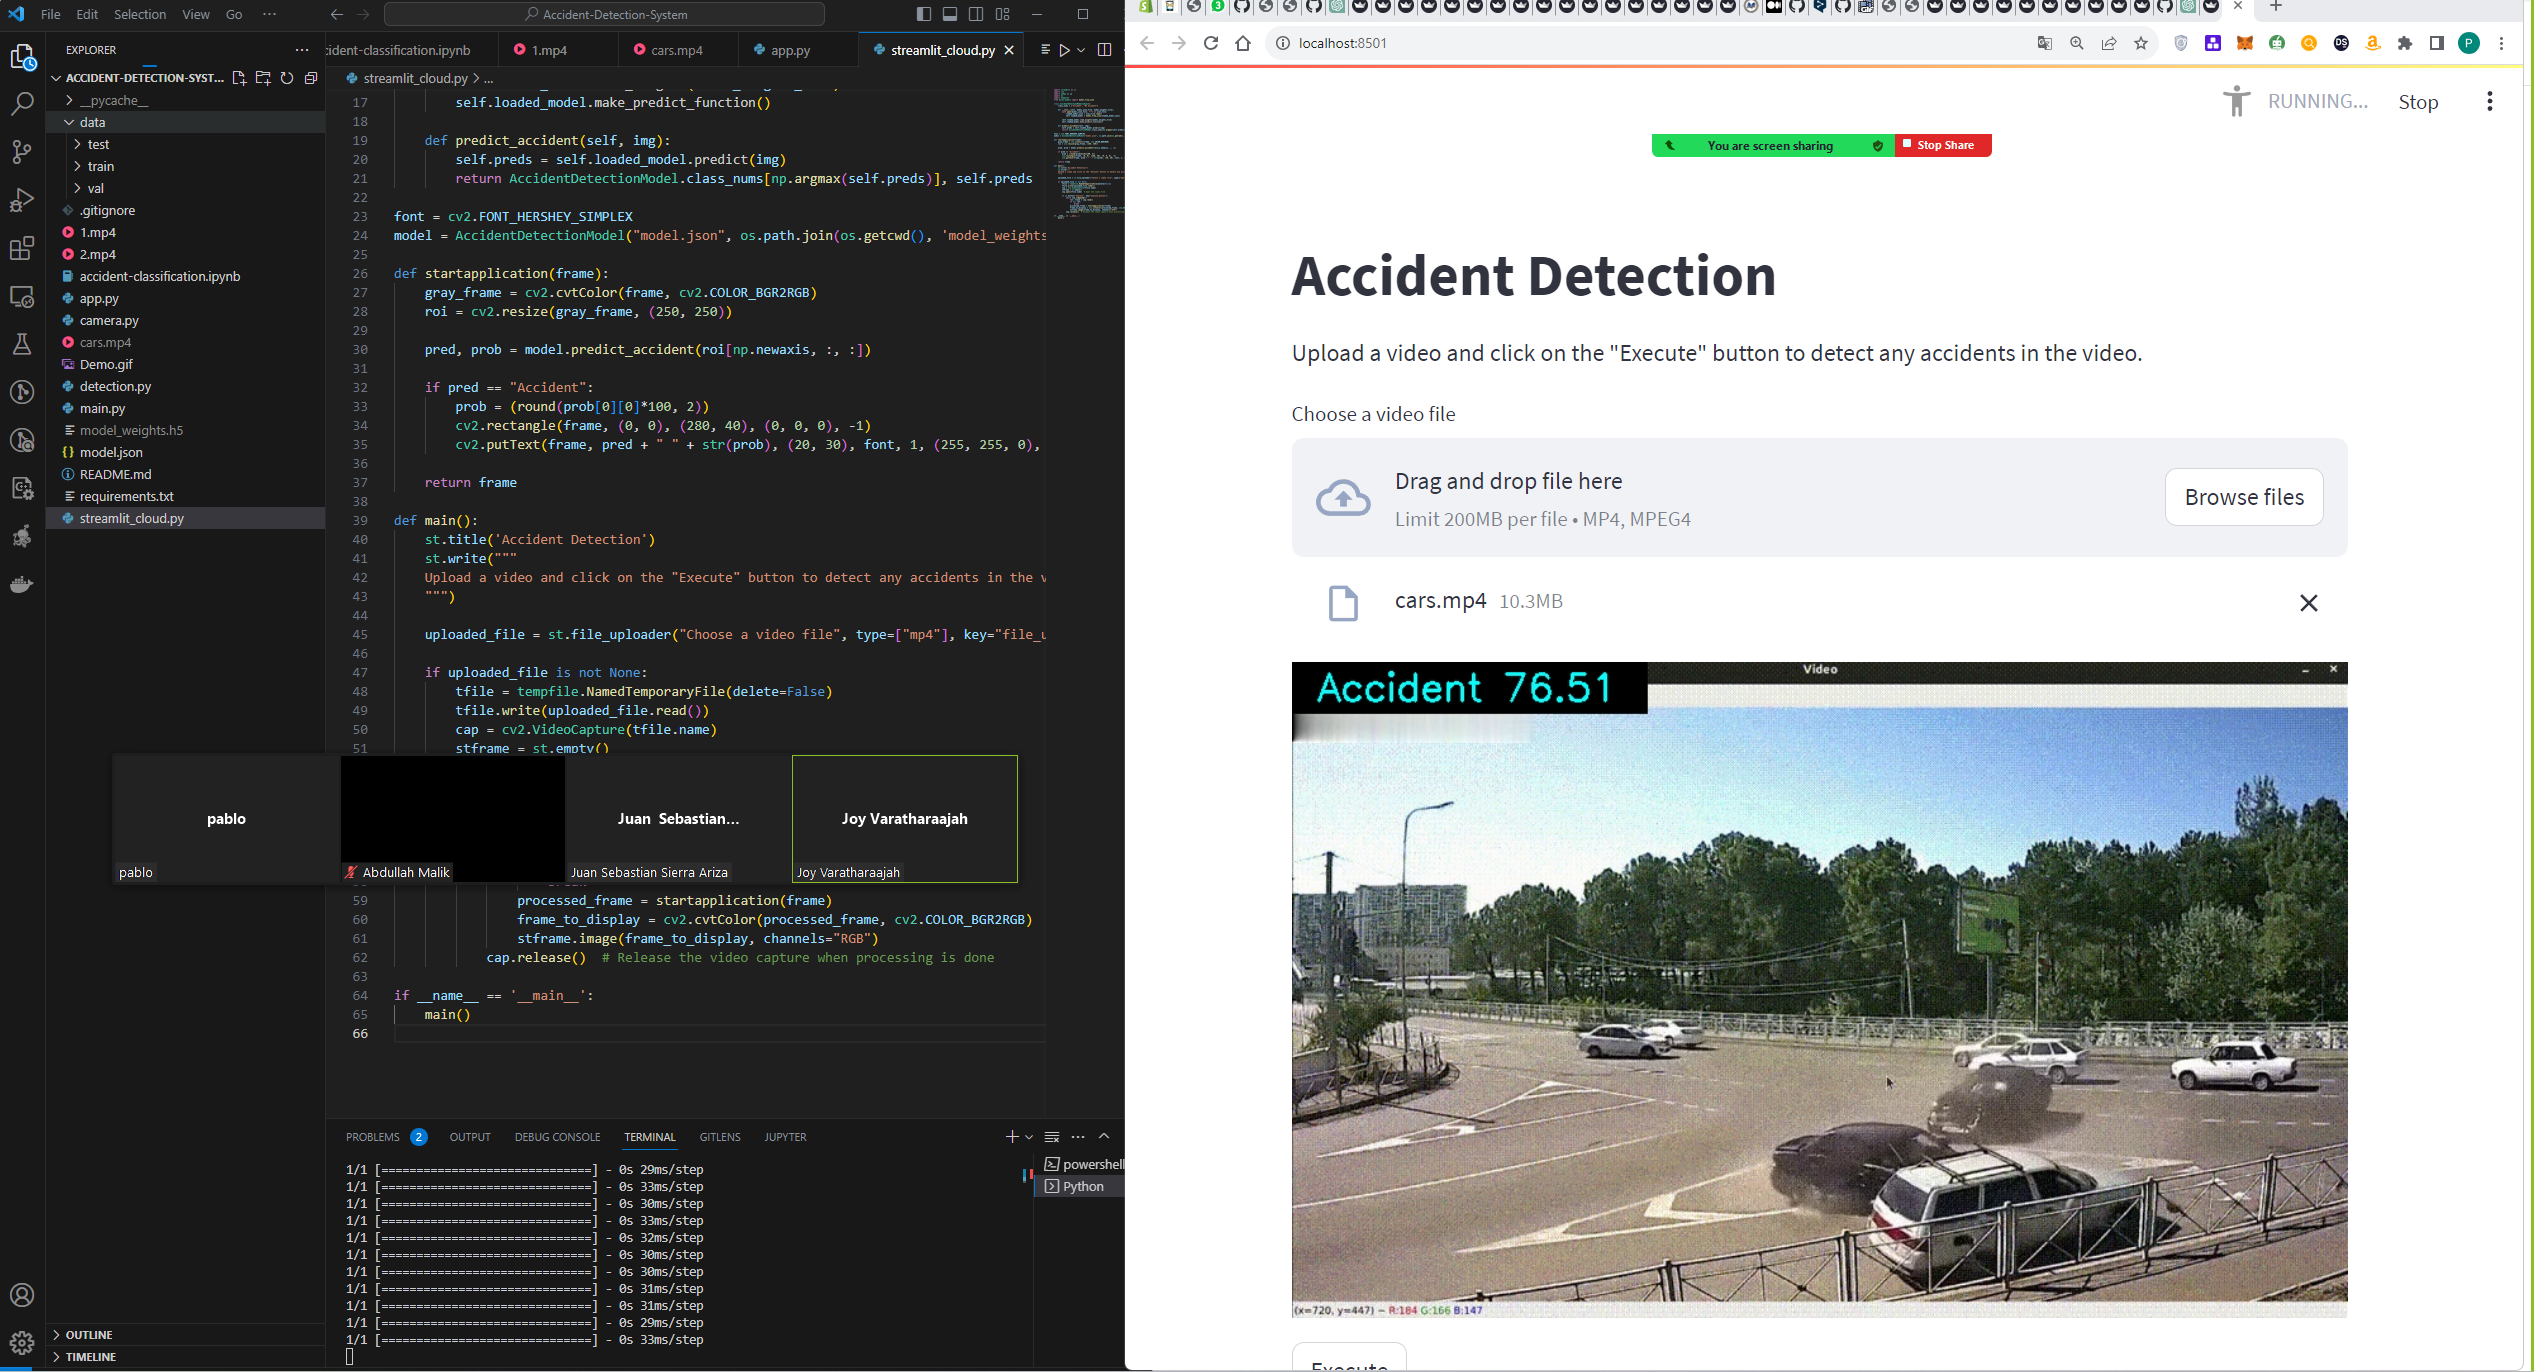 File Edit Selection View Go ···
Accident-Detection-System
EXPLORER
ACCIDENT-DETECTION-SYST...
__pycache__
data
test
train
val
.gitignore
1.mp4
2.mp4
accident-classification.ipynb
app.py
camera.py
cars.mp4
Demo.gif
detection.py
main.py
model_weights.h5
model.json
README.md
requirements.txt
streamlit_cloud.py
OUTLINE
TIMELINE
cident-classification.ipynb 1.mp4 cars.mp4 app.py streamlit_cloud.py
streamlit_cloud.py > ...
17 self.loaded_model.make_predict_function()
18
19 def predict_accident(self, img):
20 self.preds = self.loaded_model.predict(img)
21 return AccidentDetectionModel.class_nums[np.argmax(self.preds)], self.preds
22
23 font = cv2.FONT_HERSHEY_SIMPLEX
24 model = AccidentDetectionModel("model.json", os.path.join(os.getcwd(), 'model_weights
25
26 def startapplication(frame):
27 gray_frame = cv2.cvtColor(frame, cv2.COLOR_BGR2RGB)
28 roi = cv2.resize(gray_frame, (250, 250))
29
30 pred, prob = model.predict_accident(roi[np.newaxis, :, :])
31
32 if pred == "Accident":
33 prob = (round(prob[0][0]*100, 2))
34 cv2.rectangle(frame, (0, 0), (280, 40), (0, 0, 0), -1)
35 cv2.putText(frame, pred + " " + str(prob), (20, 30), font, 1, (255, 255, 0),
36
37 return frame
38
39 def main():
40 st.title('Accident Detection')
41 st.write("""
42 Upload a video and click on the "Execute" button to detect any accidents in the v
43 """)
44
45 uploaded_file = st.file_uploader("Choose a video file", type=["mp4"], key="file_u
46
47 if uploaded_file is not None:
48 tfile = tempfile.NamedTemporaryFile(delete=False)
49 tfile.write(uploaded_file.read())
50 cap = cv2.VideoCapture(tfile.name)
51 stframe = st.empty()
pablo
pablo
Abdullah Malik
Juan Sebastian...
Juan Sebastian Sierra Ariza
Joy Varatharaajah
Joy Varatharaajah
59 processed_frame = startapplication(frame)
60 frame_to_display = cv2.cvtColor(processed_frame, cv2.COLOR_BGR2RGB)
61 stframe.image(frame_to_display, channels="RGB")
62 cap.release() # Release the video capture when processing is done
63
64 if __name__ == '__main__':
65 main()
66
PROBLEMS 2 OUTPUT DEBUG CONSOLE TERMINAL GITLENS JUPYTER
powershell
Python
1/1 [==============================] - 0s 29ms/step
1/1 [==============================] - 0s 33ms/step
1/1 [==============================] - 0s 30ms/step
1/1 [==============================] - 0s 33ms/step
1/1 [==============================] - 0s 32ms/step
1/1 [==============================] - 0s 30ms/step
1/1 [==============================] - 0s 30ms/step
1/1 [==============================] - 0s 31ms/step
1/1 [==============================] - 0s 31ms/step
1/1 [==============================] - 0s 29ms/step
1/1 [==============================] - 0s 33ms/step
localhost:8501
P
RUNNING... Stop
You are screen sharing Stop Share
Accident Detection
Upload a video and click on the "Execute" button to detect any accidents in the video.
Choose a video file
Drag and drop file here
Limit 200MB per file • MP4, MPEG4
Browse files
cars.mp4 10.3MB
Video
Accident 76.51
(x=720, y=447) ~ R:184 G:166 B:147
Execute